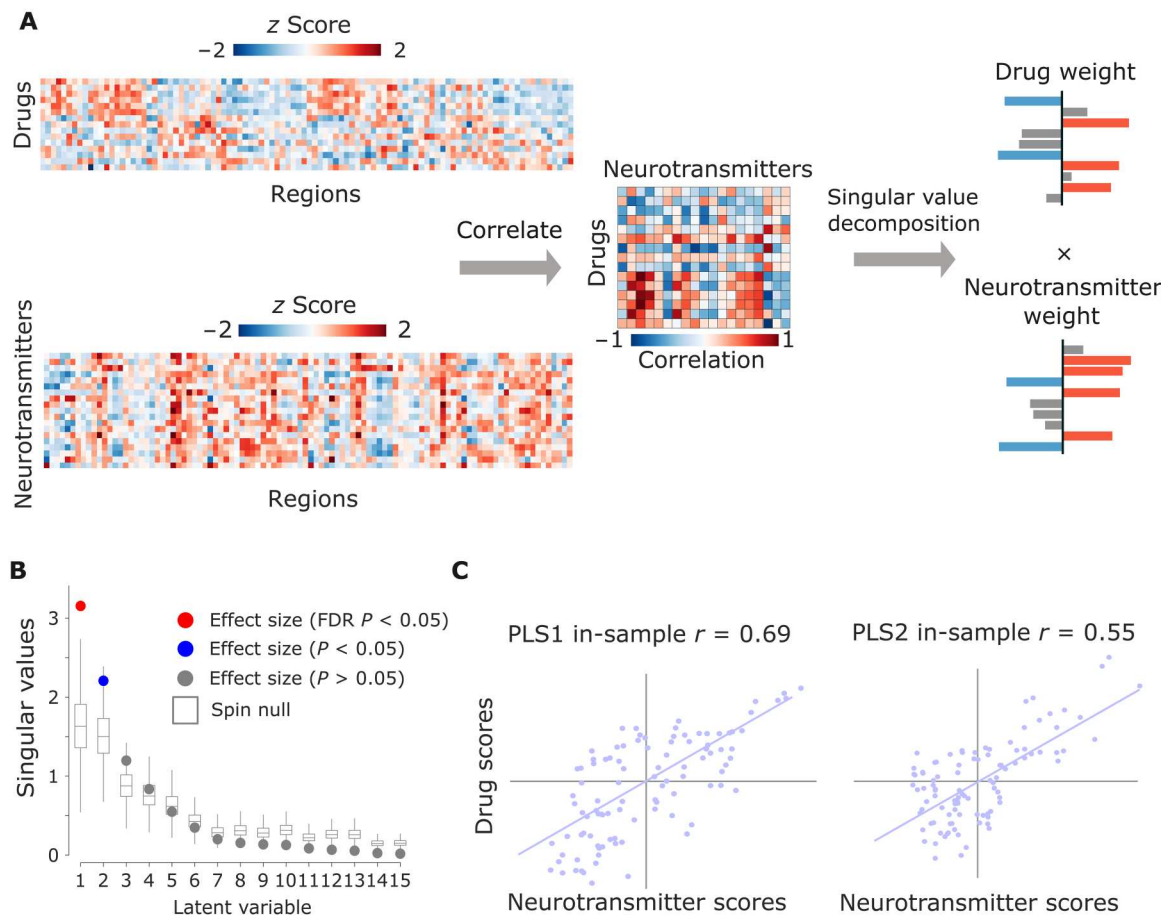 A
z Score
−2 2
Drugs
Regions
z Score
−2 2
Neurotransmitters
Regions
Correlate
Neurotransmitters
Drugs
−1 1
Correlation
Singular value
decomposition
Drug weight
×
Neurotransmitter
weight
B
Singular values
3
2
1
0
1 2 3 4 5 6 7 8 9 10 11 12 13 14 15
Latent variable
Effect size (FDR P < 0.05)
Effect size (P < 0.05)
Effect size (P > 0.05)
Spin null
C
PLS1 in-sample r = 0.69
PLS2 in-sample r = 0.55
Drug scores
Neurotransmitter scores
Neurotransmitter scores